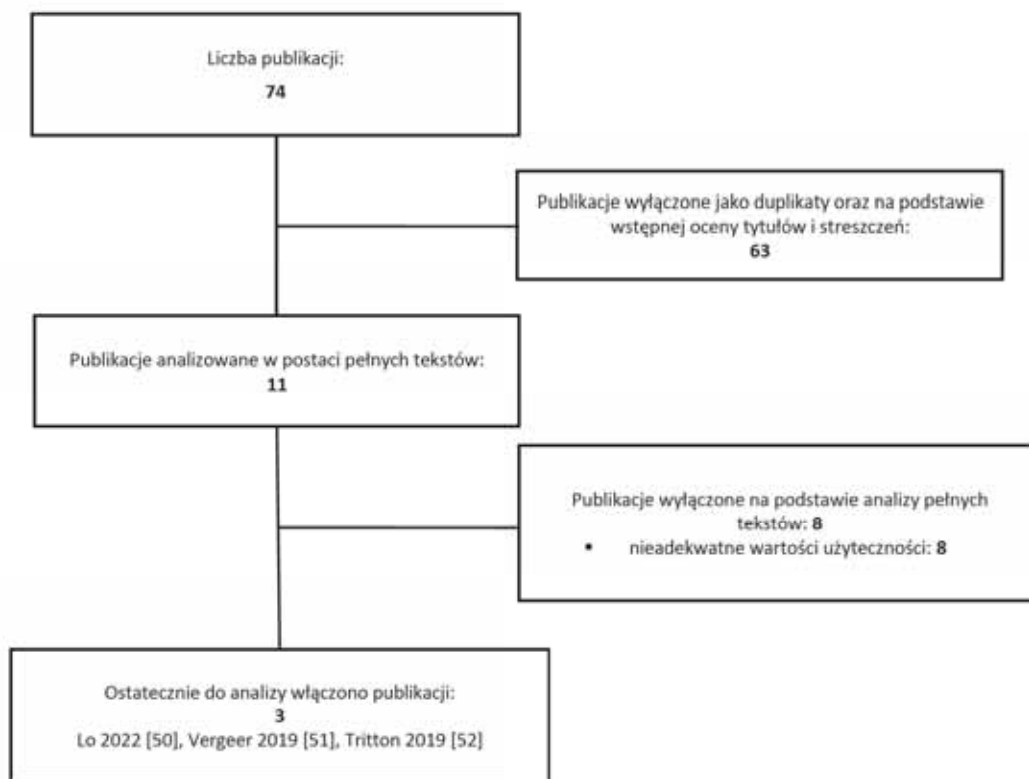 Liczba publikacji:
74
Publikacje wyłączone jako duplikaty oraz na podstawie
wstępnej oceny tytułów i streszczeń:
63
Publikacje analizowane w postaci pełnych tekstów:
11
Publikacje wyłączone na podstawie analizy pełnych
tekstów: 8
• nieadekwatne wartości użyteczności: 8
Ostatecznie do analizy włączono publikacji:
3
Lo 2022 [50], Vergeer 2019 [51], Tritton 2019 [52]